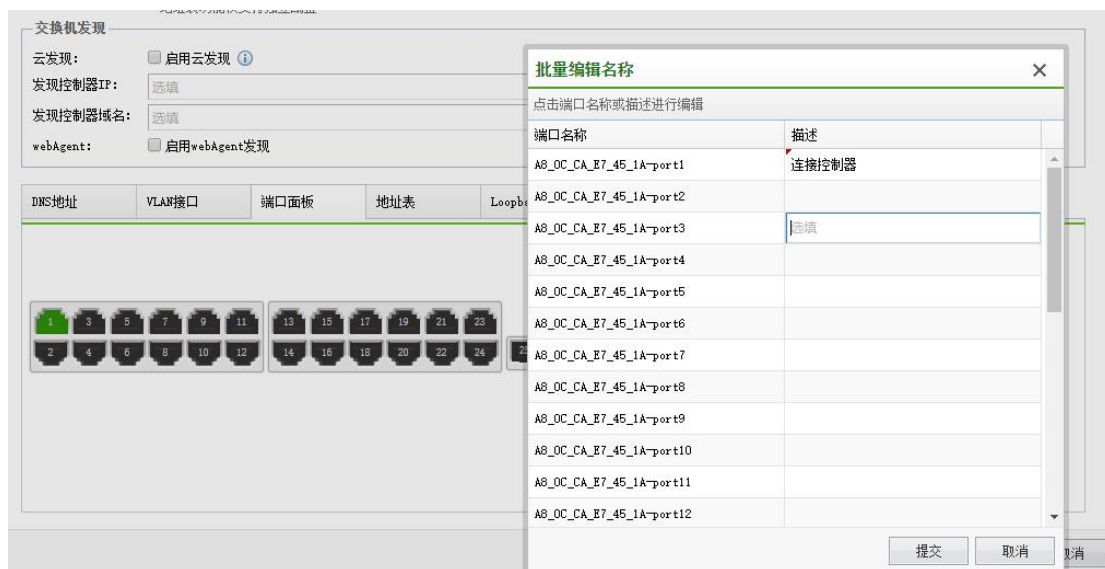 交换机发现
云发现：
启用云发现
发现控制器IP：
选填
发现控制器域名：
选填
webAgent：
启用webAgent发现
DNS地址
VLAN接口
端口面板
地址表
1 3 5 7 9 11 13 15 17 19 21 23
2 4 6 8 10 12 14 16 18 20 22 24
批量编辑名称
点击端口名称或描述进行编辑
端口名称 描述
A8_0C_CA_E7_45_1A-port1 连接控制器
A8_0C_CA_E7_45_1A-port2
A8_0C_CA_E7_45_1A-port3 选填
A8_0C_CA_E7_45_1A-port4
A8_0C_CA_E7_45_1A-port5
A8_0C_CA_E7_45_1A-port6
A8_0C_CA_E7_45_1A-port7
A8_0C_CA_E7_45_1A-port8
A8_0C_CA_E7_45_1A-port9
A8_0C_CA_E7_45_1A-port10
A8_0C_CA_E7_45_1A-port11
A8_0C_CA_E7_45_1A-port12
提交 取消